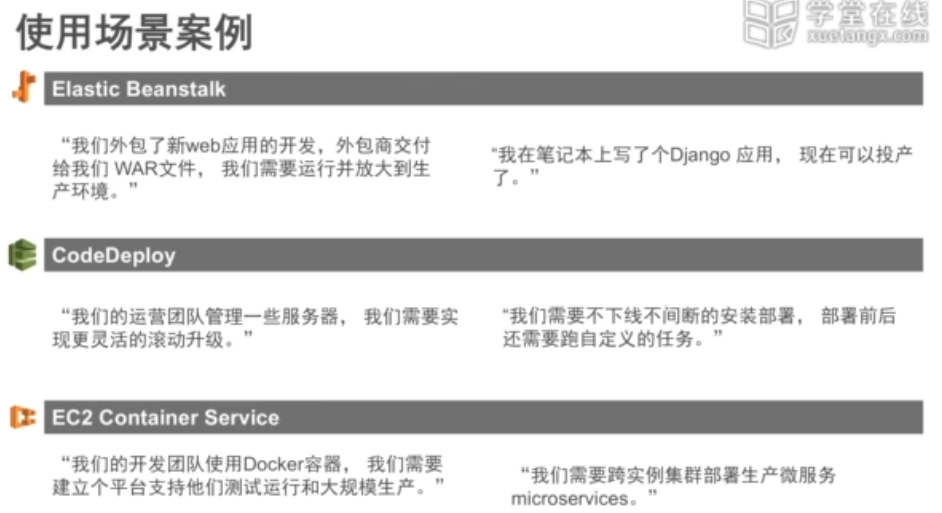 使用场景案例
学堂在线
xuetangx.com
Elastic Beanstalk
“我们外包了新web应用的开发，外包商交付
给我们 WAR文件， 我们需要运行并放大到生
产环境。”
“我在笔记本上写了个Django 应用， 现在可以投产
了。”
CodeDeploy
“我们的运营团队管理一些服务器， 我们需要实
现更灵活的滚动升级。”
“我们需要不下线不间断的安装部署， 部署前后
还需要跑自定义的任务。”
EC2 Container Service
“我们的开发团队使用Docker容器， 我们需要
建立个平台支持他们测试运行和大规模生产。”
“我们需要跨实例集群部署生产微服务
microservices。”